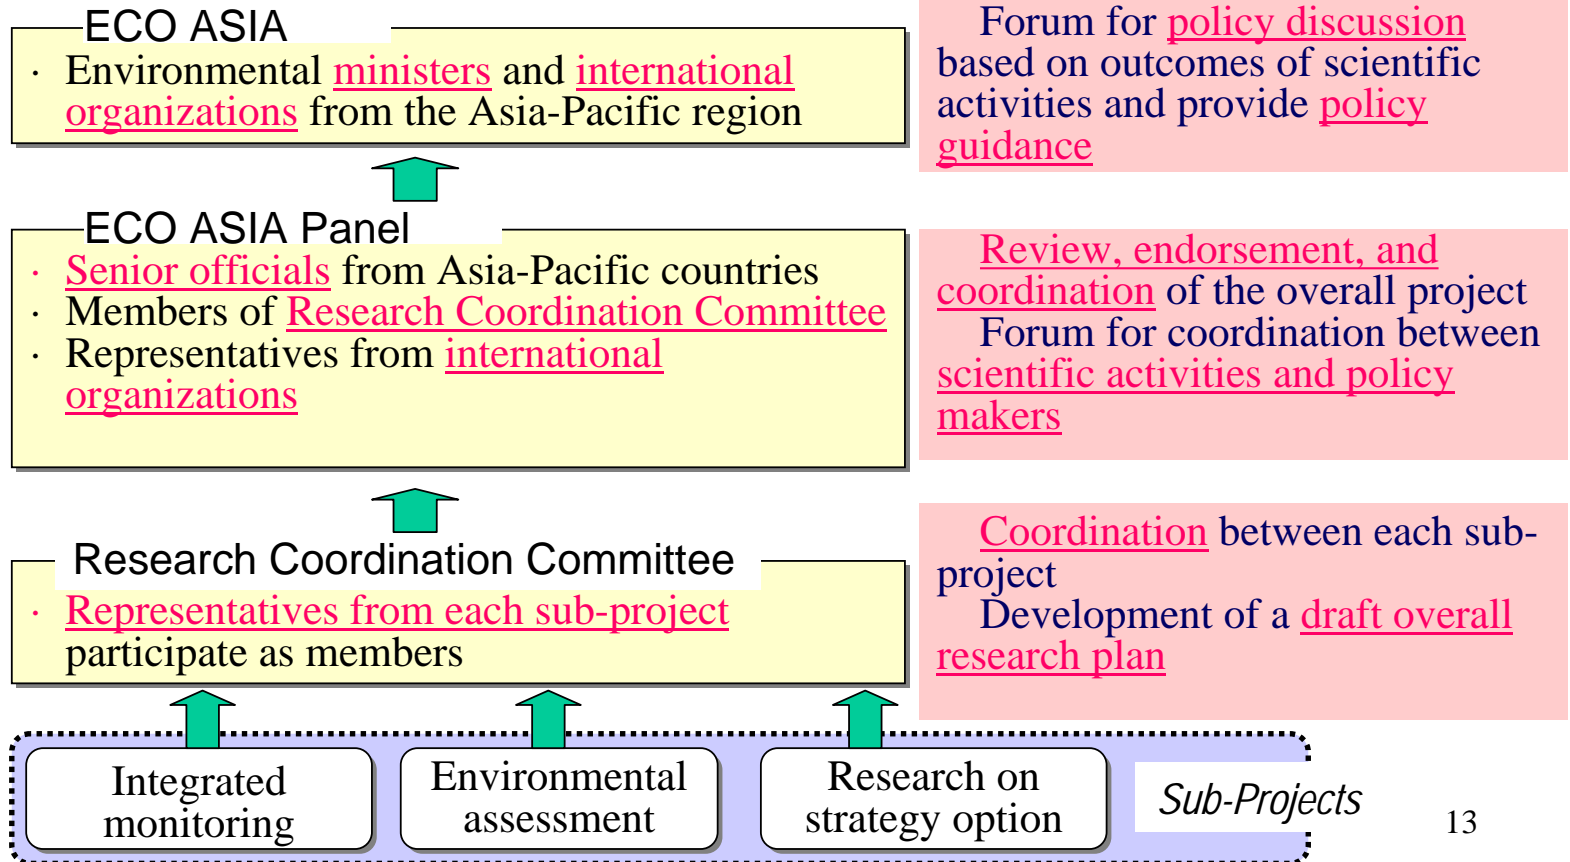 ECO ASIA
· Environmental ministers and international
organizations from the Asia-Pacific region
Forum for policy discussion
based on outcomes of scientific
activities and provide policy
guidance
ECO ASIA Panel
· Senior officials from Asia-Pacific countries
· Members of Research Coordination Committee
· Representatives from international
organizations
Review, endorsement, and
coordination of the overall project
Forum for coordination between
scientific activities and policy
makers
Research Coordination Committee
· Representatives from each sub-project
participate as members
Coordination between each sub-
project
Development of a draft overall
research plan
Integrated
monitoring
Environmental
assessment
Research on
strategy option
Sub-Projects
13